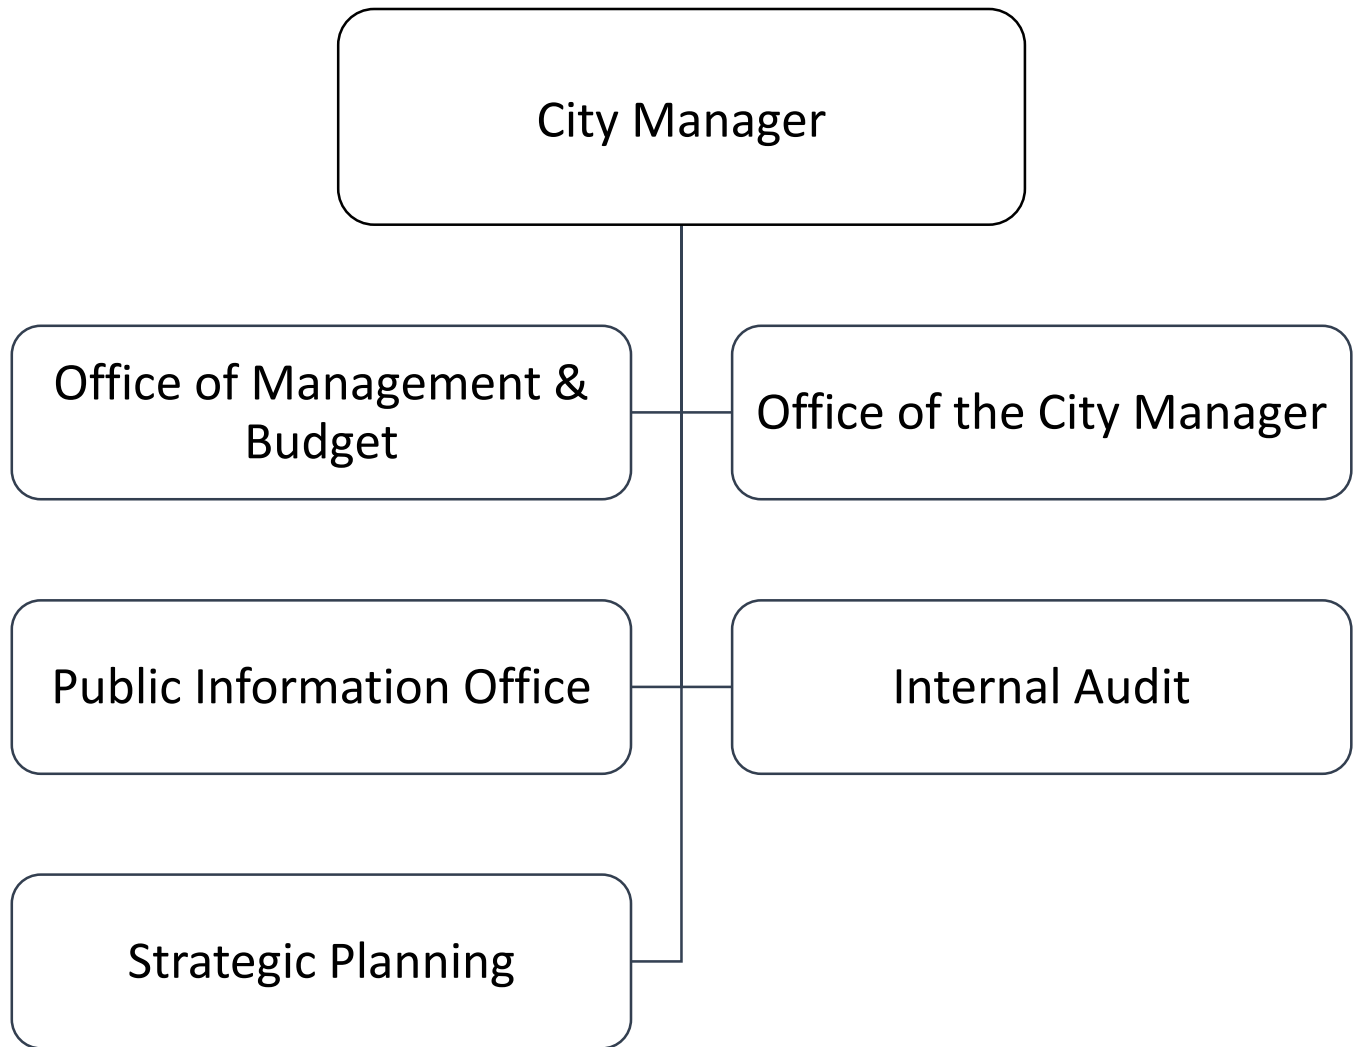 City Manager
Office of Management &
Budget
Office of the City Manager
Public Information Office
Internal Audit
Strategic Planning